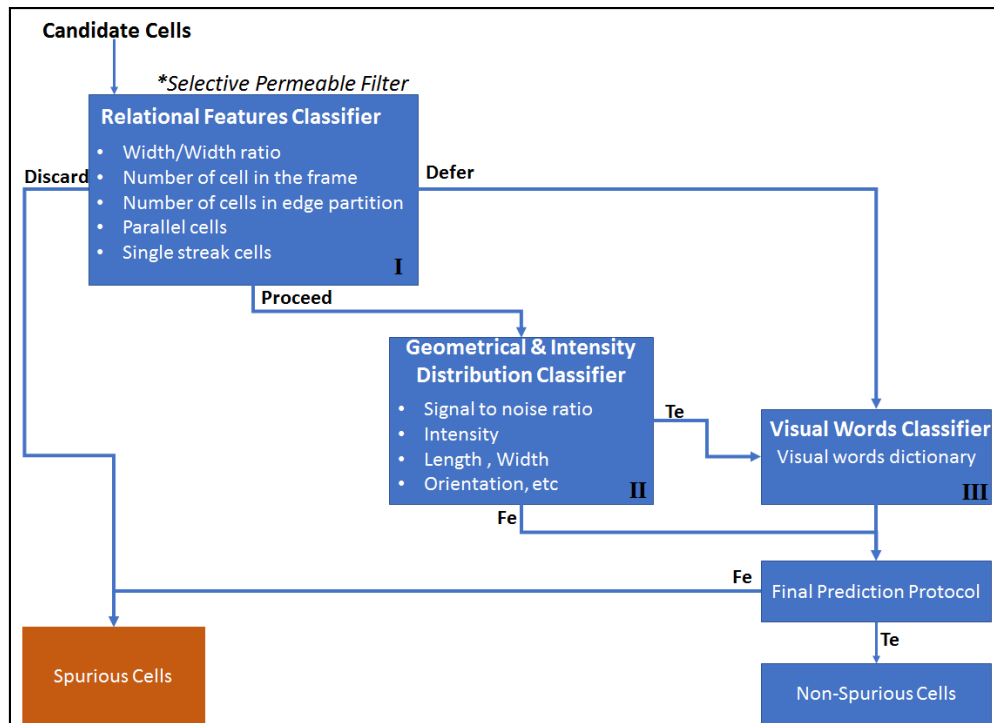 Candidate Cells
*Selective Permeable Filter
Relational Features Classifier
• Width/Width ratio
• Number of cell in the frame
• Number of cells in edge partition
• Parallel cells
• Single streak cells
I
Discard
Defer
Proceed
Geometrical & Intensity
Distribution Classifier
• Signal to noise ratio
• Intensity
• Length , Width
• Orientation, etc
II
Te
Visual Words Classifier
Visual words dictionary
III
Fe
Fe
Final Prediction Protocol
Te
Spurious Cells
Non-Spurious Cells